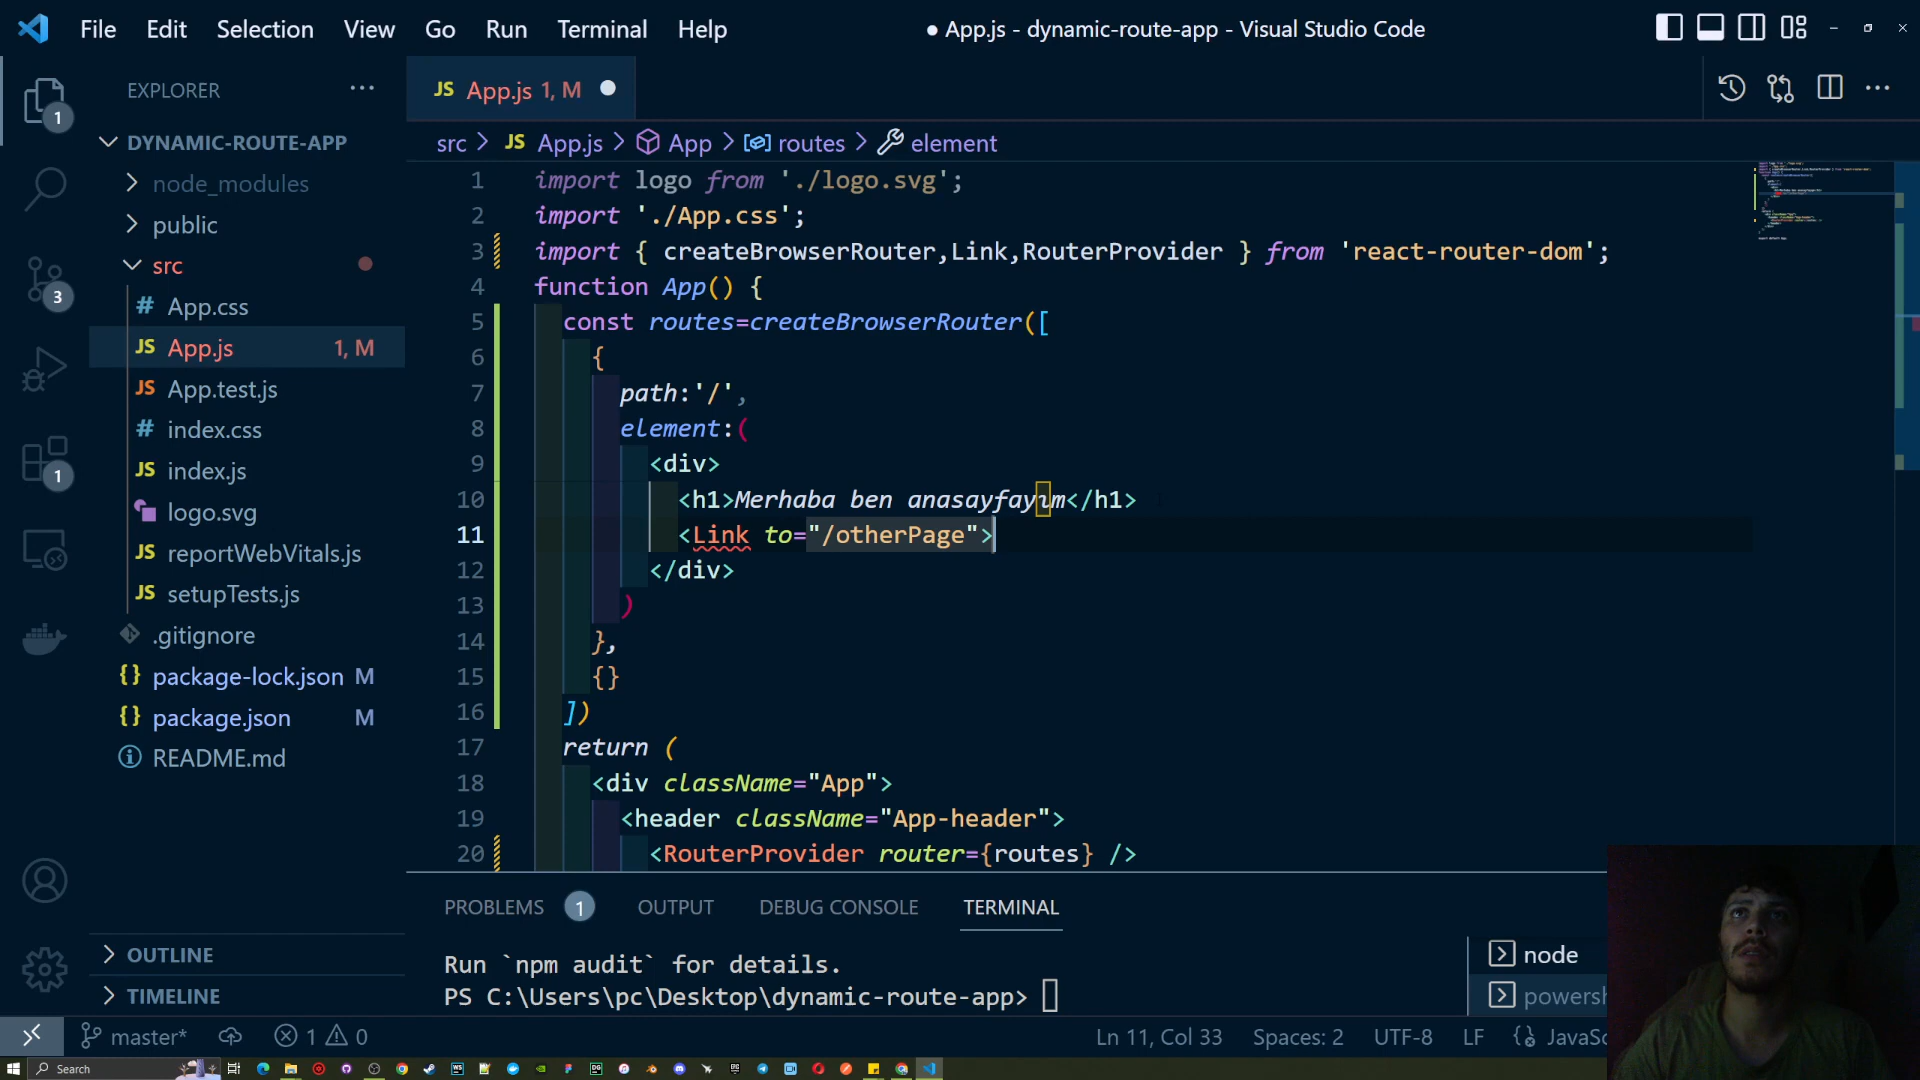 File Edit Selection View Go Run Terminal Help
● App.js - dynamic-route-app - Visual Studio Code
EXPLORER
JS App.js 1, M
DYNAMIC-ROUTE-APP
src > JS App.js > App > routes > element
node_modules
public
src
# App.css
JS App.js 1, M
JS App.test.js
# index.css
JS index.js
logo.svg
JS reportWebVitals.js
JS setupTests.js
.gitignore
{} package-lock.json M
{} package.json M
README.md
OUTLINE
TIMELINE
1
3
1
1 import logo from './logo.svg';
2 import './App.css';
3 import { createBrowserRouter,Link,RouterProvider } from 'react-router-dom';
4 function App() {
5 const routes=createBrowserRouter([
6 {
7 path:'/',
8 element:(
9 <div>
10 <h1>Merhaba ben anasayfayım</h1>
11 <Link to="/otherPage">
12 </div>
13 )
14 },
15 {}
16 ])
17 return (
18 <div className="App">
19 <header className="App-header">
20 <RouterProvider router={routes} />
PROBLEMS 1 OUTPUT DEBUG CONSOLE TERMINAL
Run `npm audit` for details.
PS C:\Users\pc\Desktop\dynamic-route-app>
node
powersh
master* 1 0
Ln 11, Col 33 Spaces: 2 UTF-8 LF {} JavaSc
Search